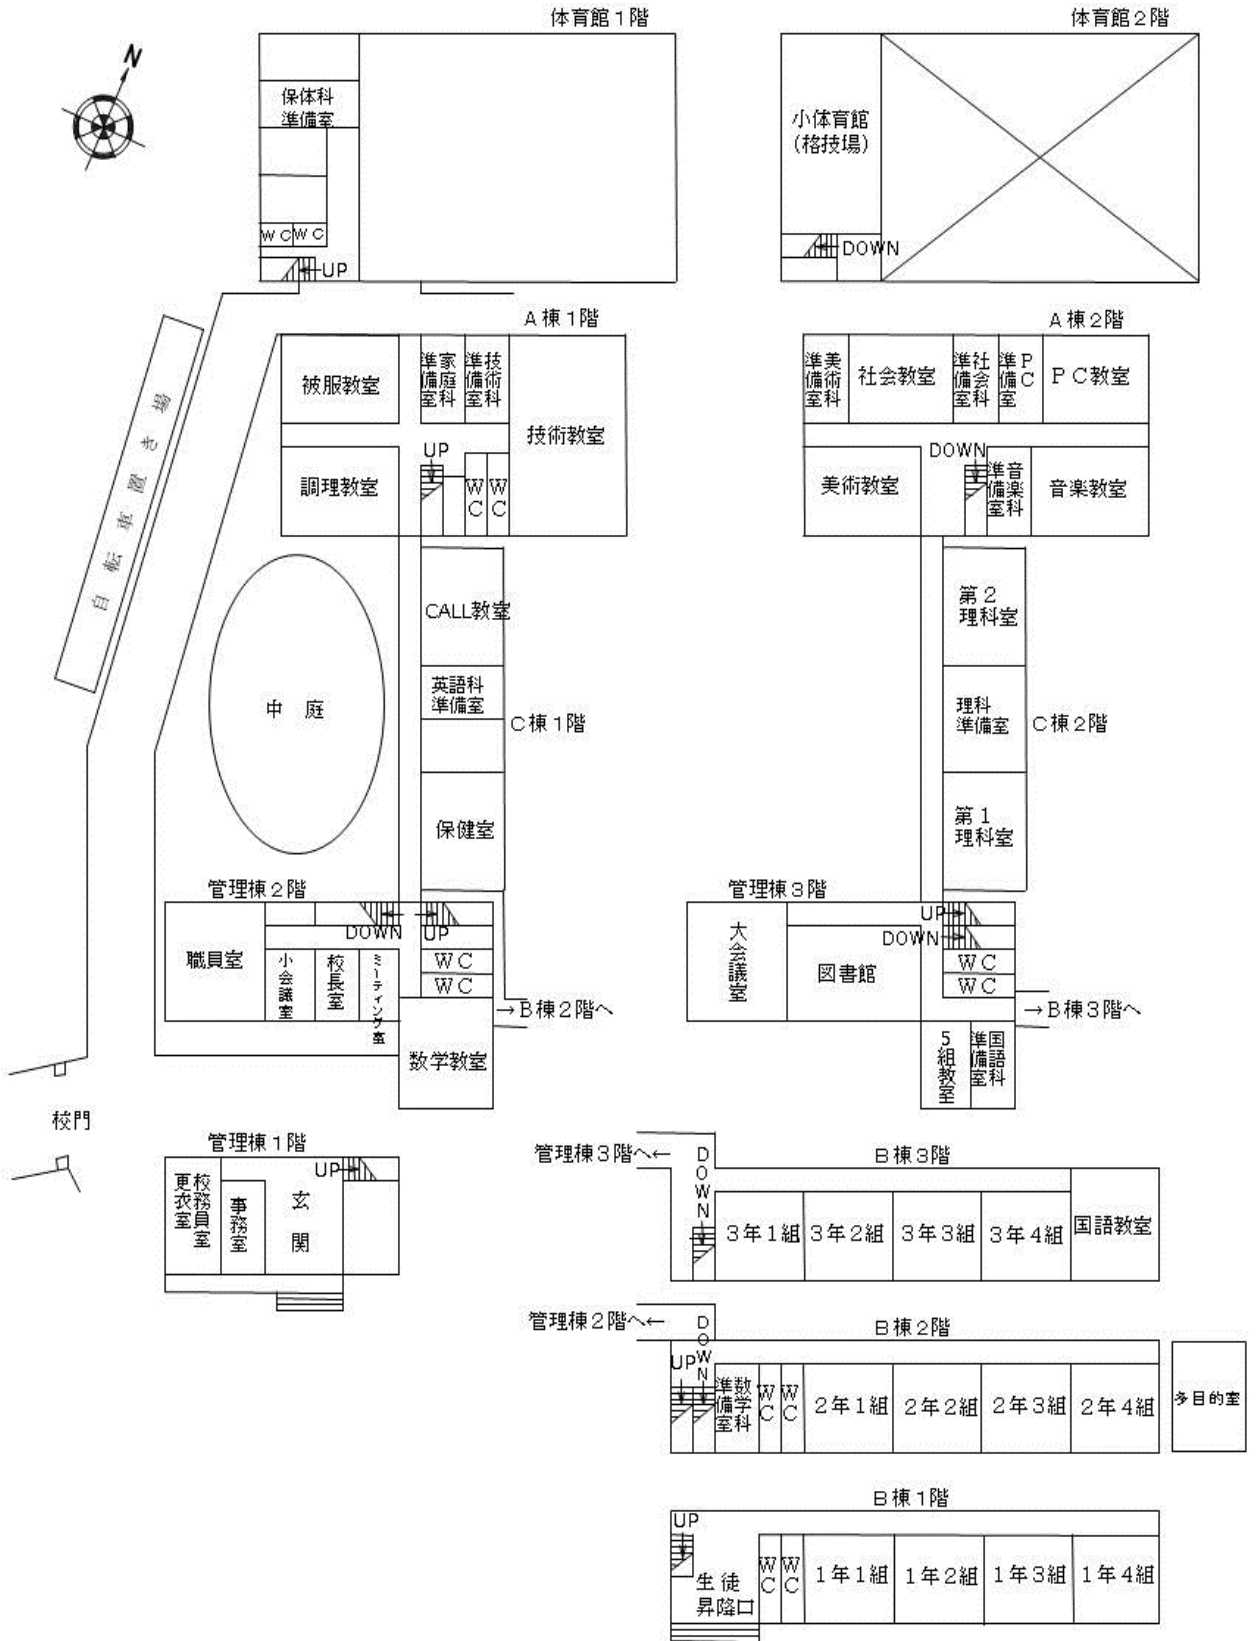 体育館1階
体育館2階
N
保体科
準備室
WC WC
UP
小体育館
(格技場)
DOWN
自転車置き場
A棟1階
被服教室
家庭科
準備室
技術科
準備室
技術教室
調理教室
UP
WC
WC
A棟2階
美術科
準備室
社会教室
社会科
準備室
PC
準備室
PC教室
美術教室
DOWN
音楽科
準備室
音楽教室
中 庭
CALL教室
英語科
準備室
C棟1階
保健室
第2
理科室
理科
準備室
C棟2階
第1
理科室
管理棟2階
職員室
DOWN
UP
小会議室
校長室
ミーティング室
WC
WC
→B棟2階へ
数学教室
管理棟3階
大会議室
UP
DOWN
図書館
WC
WC
→B棟3階へ
5組教室
国語科
準備室
校門
管理棟1階
校務員室
更衣室
事務室
玄
関
UP
管理棟3階へ←
DOWN
B棟3階
3年1組
3年2組
3年3組
3年4組
国語教室
管理棟2階へ←
UP
DOWN
B棟2階
数学科
準備室
WC
WC
2年1組
2年2組
2年3組
2年4組
多目的室
B棟1階
UP
生徒
昇降口
WC
WC
1年1組
1年2組
1年3組
1年4組